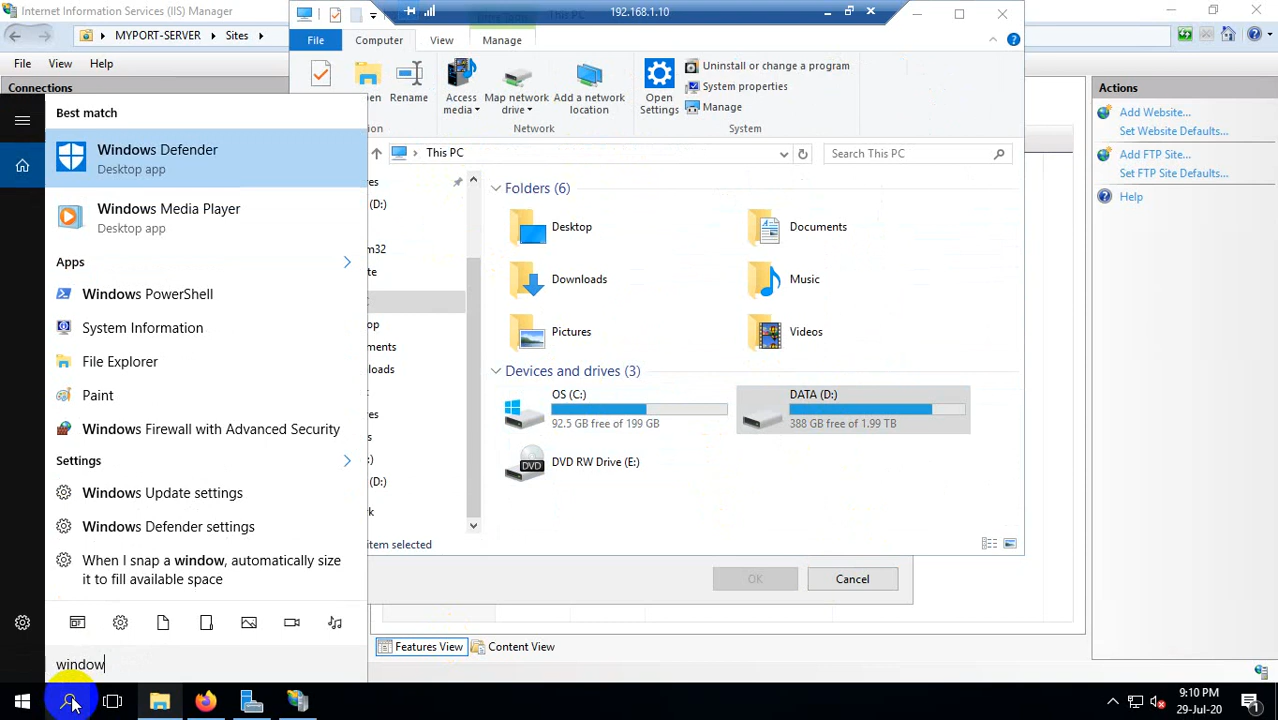 Internet Information Services (IIS) Manager
MYPORT-SERVER Sites
File View Help
Connections
192.168.1.10
This PC
File Computer View Manage
Rename
Access media
Map network drive
Add a network location
Open Settings
Uninstall or change a program
System properties
Manage
Network
System
This PC
Search This PC
(D:)
Folders (6)
Desktop
Documents
Downloads
Music
Pictures
Videos
Devices and drives (3)
OS (C:)
92.5 GB free of 199 GB
DATA (D:)
388 GB free of 1.99 TB
DVD RW Drive (E:)
(D:)
item selected
OK
Cancel
Features View
Content View
Actions
Add Website...
Set Website Defaults...
Add FTP Site...
Set FTP Site Defaults...
Help
Best match
Windows Defender
Desktop app
Windows Media Player
Desktop app
Apps
Windows PowerShell
System Information
File Explorer
Paint
Windows Firewall with Advanced Security
Settings
Windows Update settings
Windows Defender settings
When I snap a window, automatically size
it to fill available space
window
9:10 PM
29-Jul-20
1